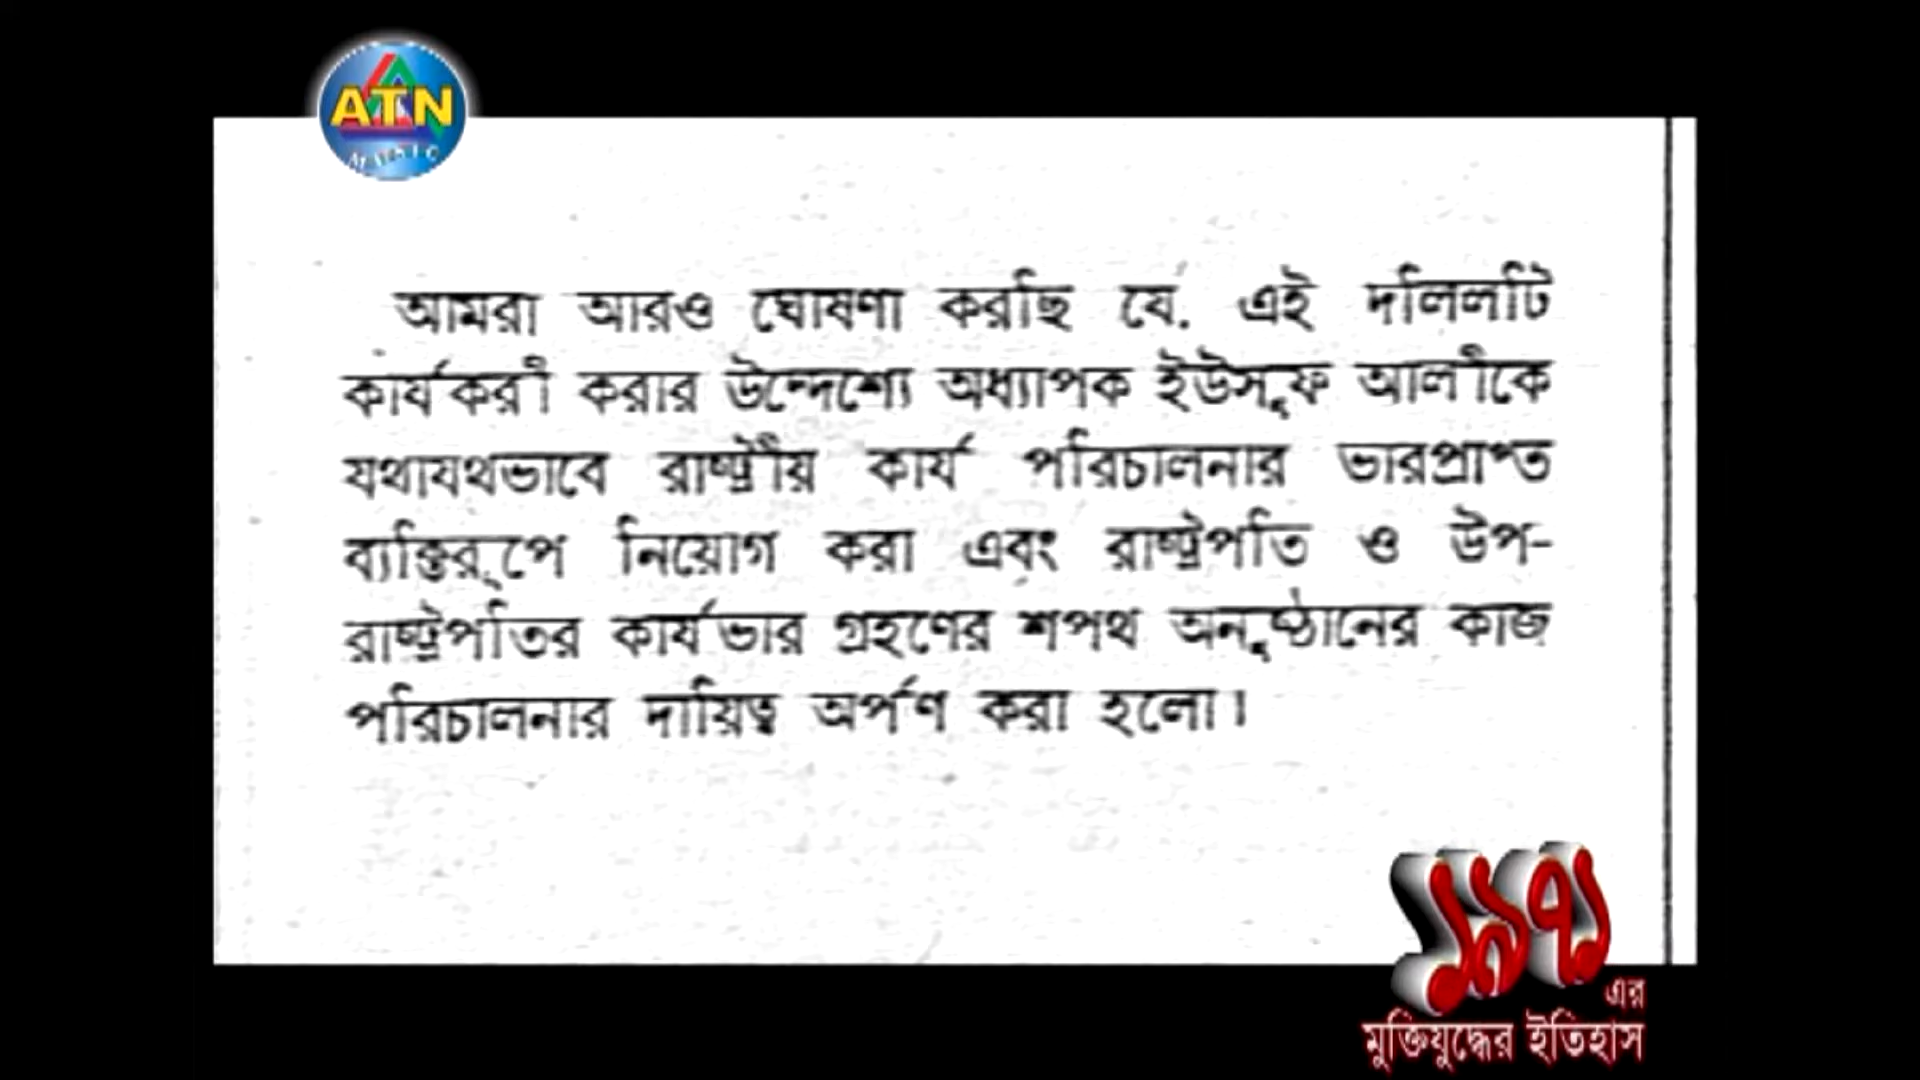 ATN
MUSIC
আমরা আরও ঘোষণা করছি যে. এই দলিলটি
কার্যকরী করার উদ্দেশ্যে অধ্যাপক ইউসুফ আলীকে
যথাযথভাবে রাষ্ট্রীয় কার্য পরিচালনার ভারপ্রাপ্ত
ব্যক্তিরূপে নিয়োগ করা এবং রাষ্ট্রপতি ও উপ-
রাষ্ট্রপতির কার্যভার গ্রহণের শপথ অনুষ্ঠানের কাজ
পরিচালনার দায়িত্ব অর্পণ করা হলো।
১৯৭১
এর
মুক্তিযুদ্ধের ইতিহাস